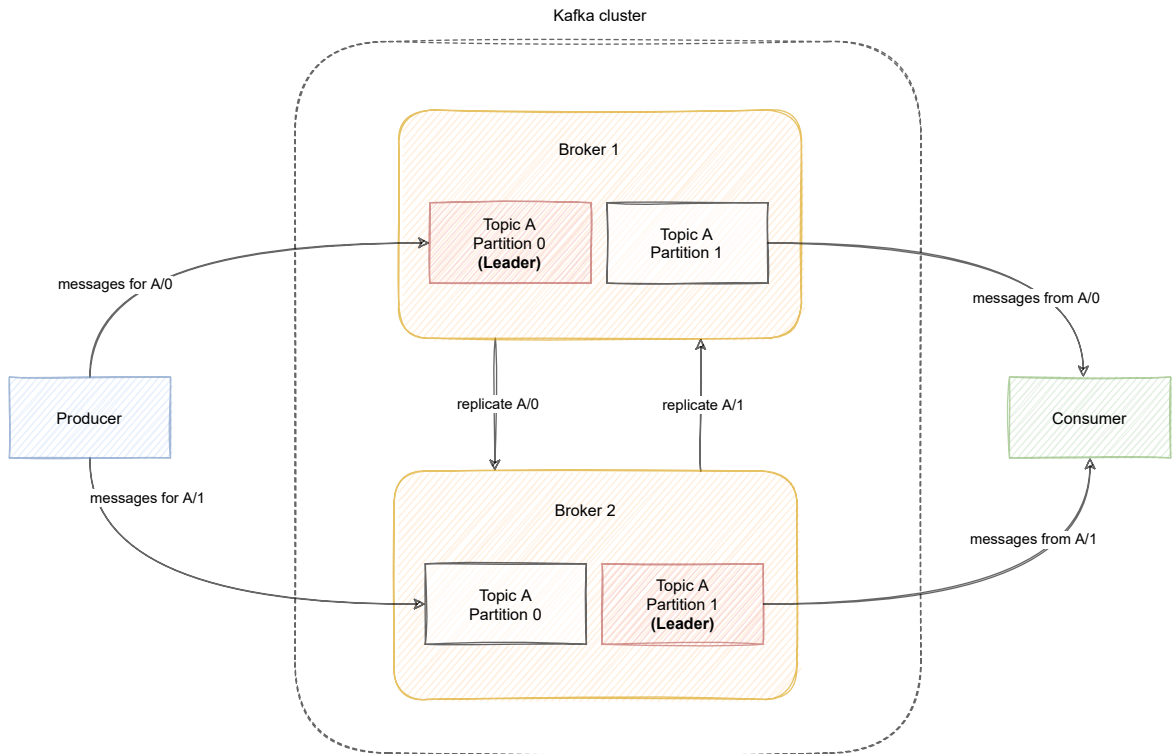 Kafka cluster
Broker 1
Topic A
Partition 0
(Leader)
Topic A
Partition 1
messages for A/0
messages from A/0
replicate A/0
replicate A/1
Producer
Consumer
messages for A/1
Broker 2
messages from A/1
Topic A
Partition 0
Topic A
Partition 1
(Leader)